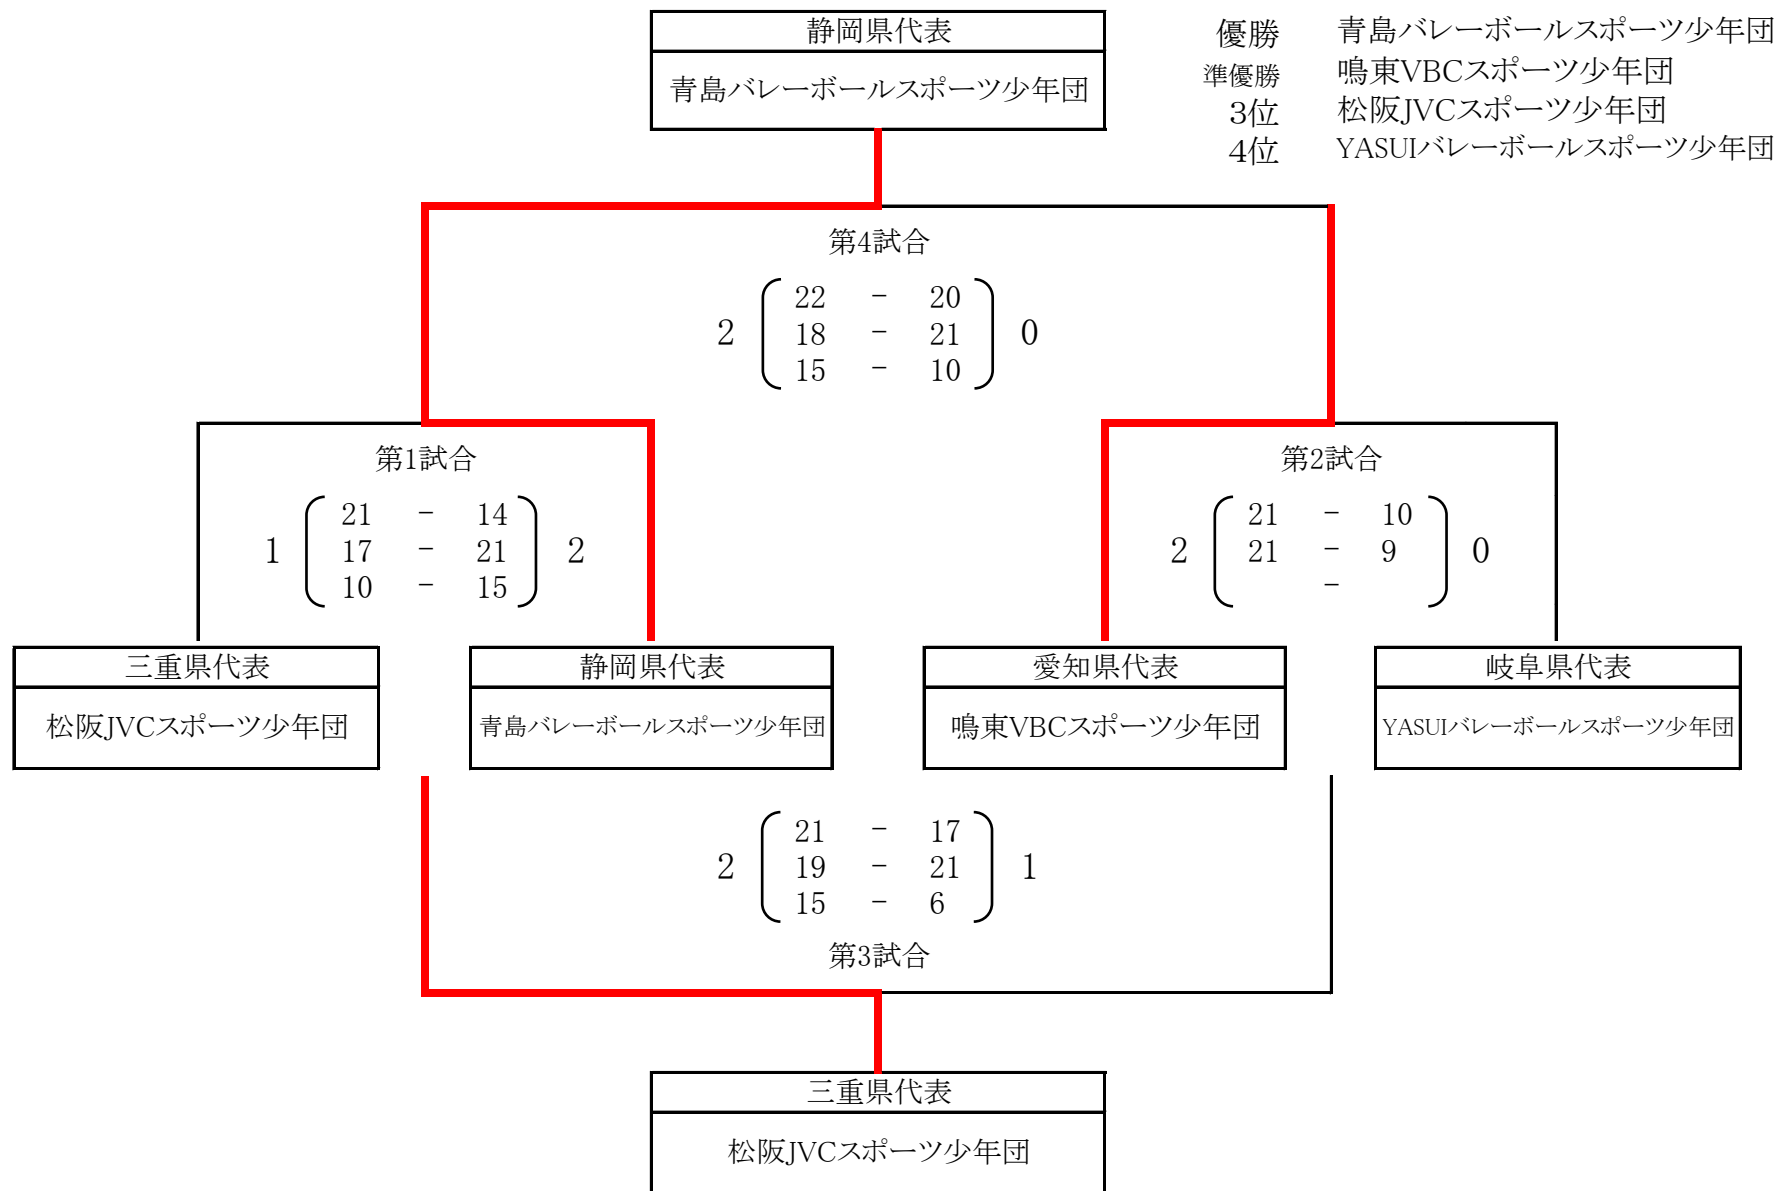 静岡県代表
青島バレーボールスポーツ少年団
優勝 青島バレーボールスポーツ少年団
準優勝 鳴東VBCスポーツ少年団
3位 松阪JVCスポーツ少年団
4位 YASUIバレーボールスポーツ少年団
第4試合
22 - 20
2 18 - 21 0
15 - 10
第1試合
21 - 14
1 17 - 21 2
10 - 15
第2試合
21 - 10
2 21 - 9 0
-
三重県代表
松阪JVCスポーツ少年団
静岡県代表
青島バレーボールスポーツ少年団
愛知県代表
鳴東VBCスポーツ少年団
岐阜県代表
YASUIバレーボールスポーツ少年団
21 - 17
2 19 - 21 1
15 - 6
第3試合
三重県代表
松阪JVCスポーツ少年団